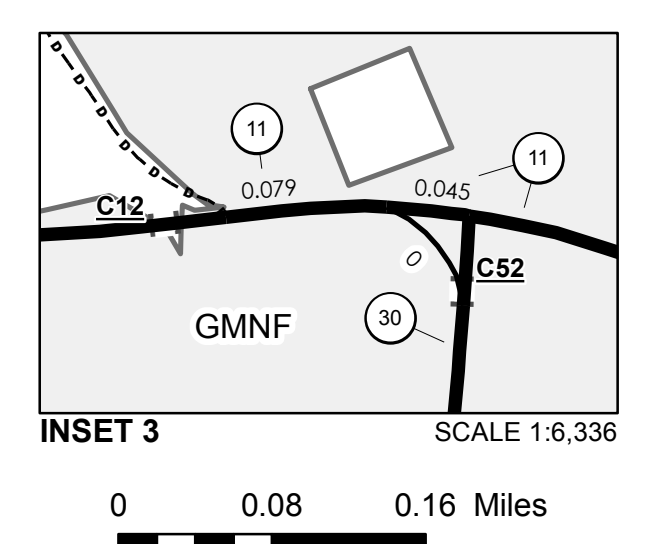 D
D
D
D
D
D
11
11
0.079
0.045
C12
0
C52
30
GMNF
INSET 3
SCALE 1:6,336
0 0.08 0.16 Miles